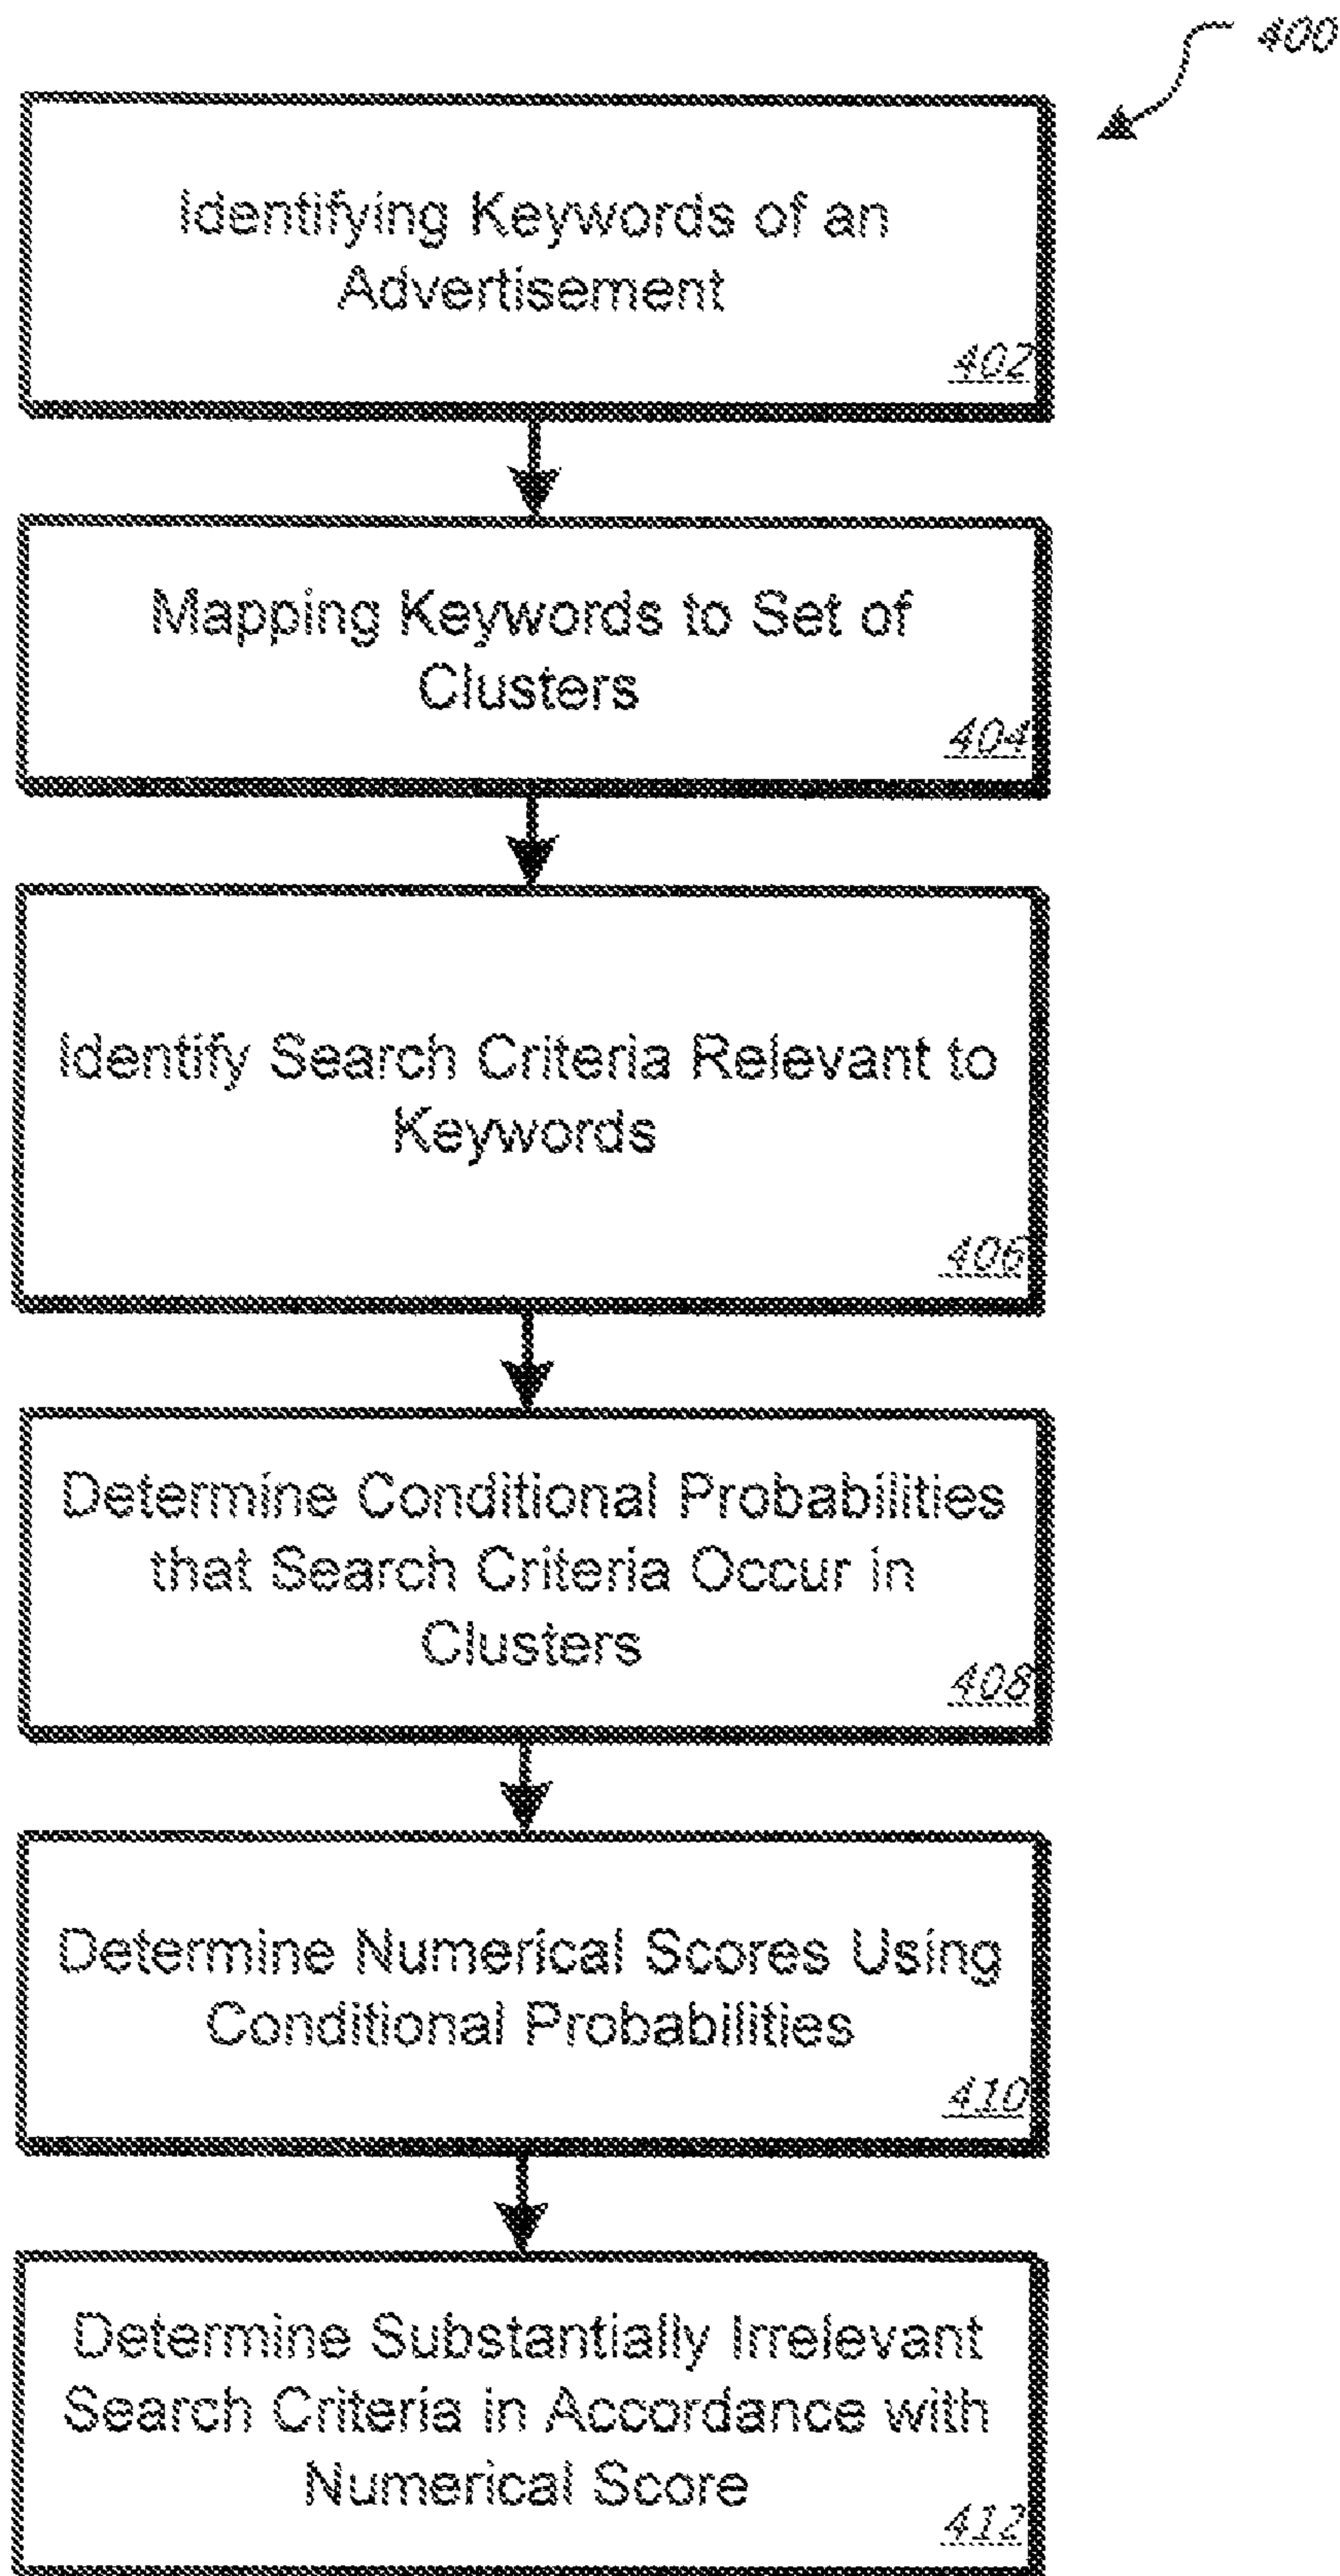 400
Identifying Keywords of an
Advertisement
402
Mapping Keywords to Set of
Clusters
404
Identify Search Criteria Relevant to
Keywords
406
Determine Conditional Probabilities
that Search Criteria Occur in
Clusters
408
Determine Numerical Scores Using
Conditional Probabilities
410
Determine Substantially Irrelevant
Search Criteria in Accordance with
Numerical Score
412